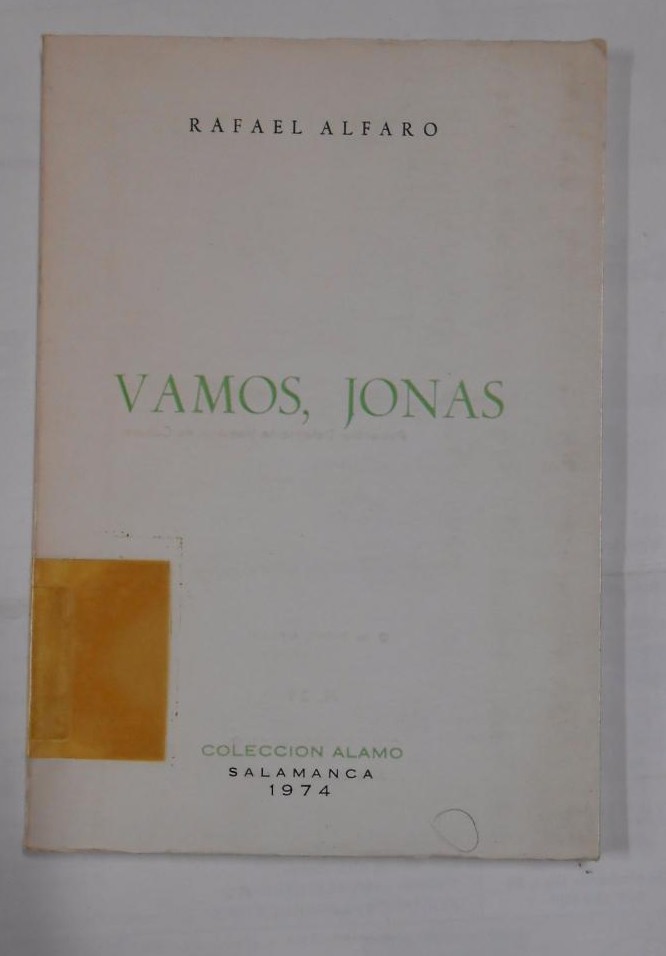 RAFAEL ALFARO
VAMOS, JONAS
COLECCION ALAMO
SALAMANCA
1974